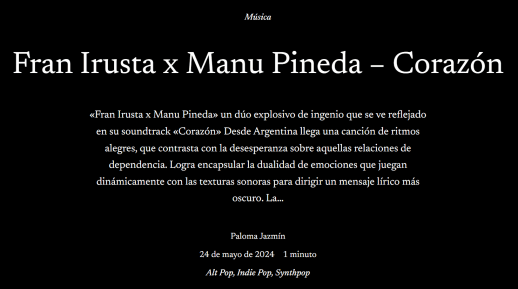 Música
Fran Irusta x Manu Pineda – Corazón
«Fran Irusta x Manu Pineda» un dúo explosivo de ingenio que se ve reflejado
en su soundtrack «Corazón» Desde Argentina llega una canción de ritmos
alegres, que contrasta con la desesperanza sobre aquellas relaciones de
dependencia. Logra encapsular la dualidad de emociones que juegan
dinámicamente con las texturas sonoras para dirigir un mensaje lírico más
oscuro. La...
Paloma Jazmín
24 de mayo de 2024 1 minuto
Alt Pop, Indie Pop, Synthpop